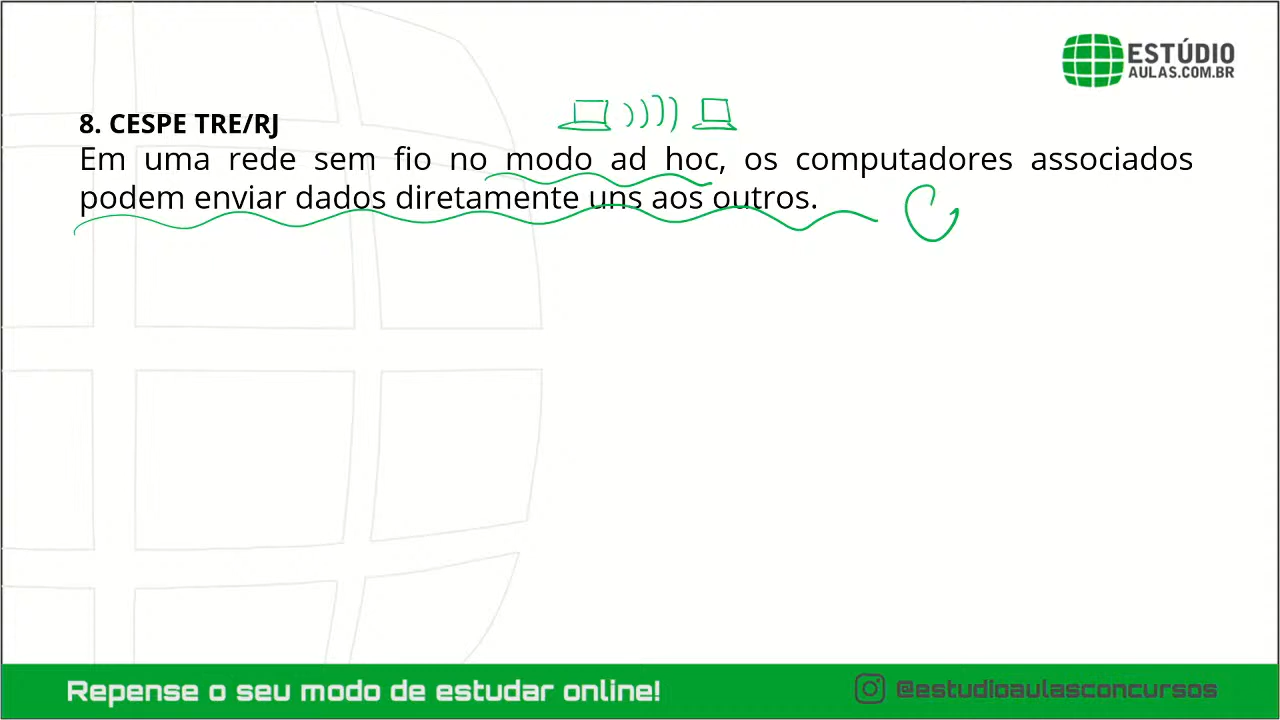 ESTÚDIO
AULAS.COM.BR
8. CESPE TRE/RJ
Em uma rede sem fio no modo ad hoc, os computadores associados
podem enviar dados diretamente uns aos outros.
C
Repense o seu modo de estudar online!
@estudioaulasconcursos